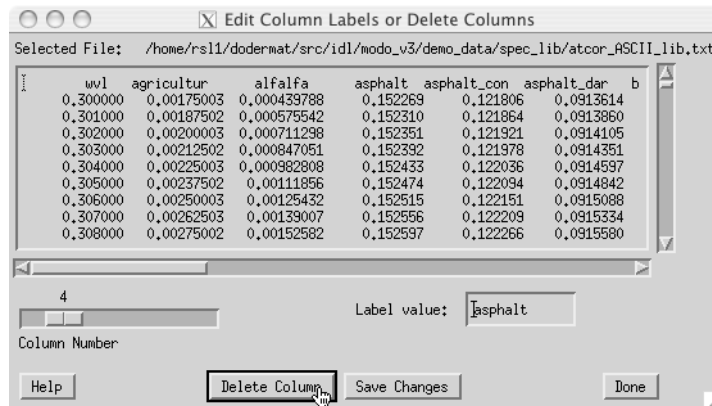 Edit Column Labels or Delete Columns
Selected File: /home/rsl1/dodermat/src/idl/modo_v3/demo_data/spec_lib/atcor_ASCII_lib.txt
wvl agricultur alfalfa asphalt asphalt_con asphalt_dar b
0.300000 0.00175003 0.000439788 0.152269 0.121806 0.0913614
0.301000 0.00187502 0.000575542 0.152310 0.121864 0.0913860
0.302000 0.00200003 0.000711298 0.152351 0.121921 0.0914105
0.303000 0.00212502 0.000847051 0.152392 0.121978 0.0914351
0.304000 0.00225003 0.000982808 0.152433 0.122036 0.0914597
0.305000 0.00237502 0.00111856 0.152474 0.122094 0.0914842
0.306000 0.00250003 0.00125432 0.152515 0.122151 0.0915088
0.307000 0.00262503 0.00139007 0.152556 0.122209 0.0915334
0.308000 0.00275002 0.00152582 0.152597 0.122266 0.0915580
4
Label value: asphalt
Column Number
Help Delete Column Save Changes Done